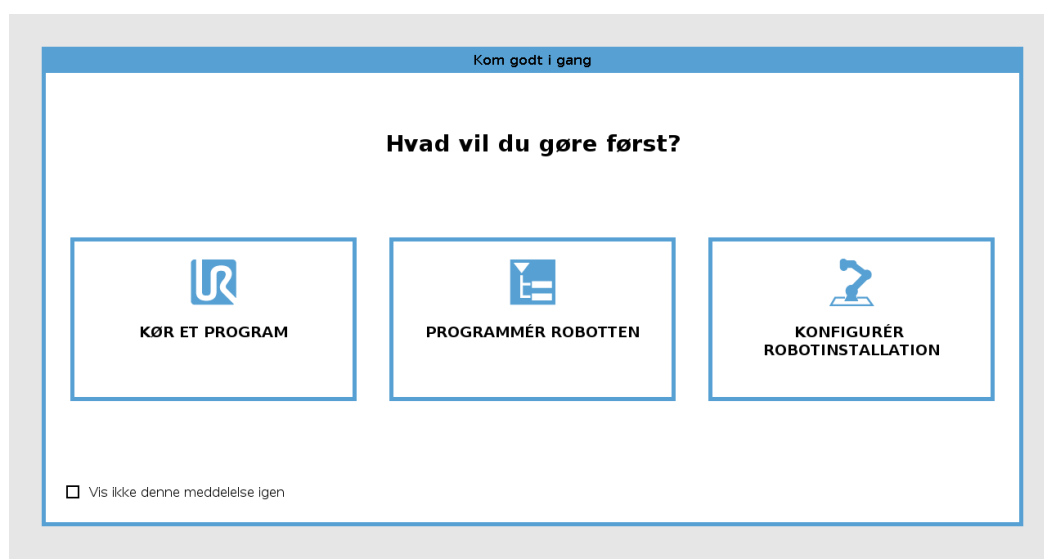 Kom godt i gang
Hvad vil du gøre først?
KØR ET PROGRAM
PROGRAMMÉR ROBOTTEN
KONFIGURÉR
ROBOTINSTALLATION
Vis ikke denne meddelelse igen